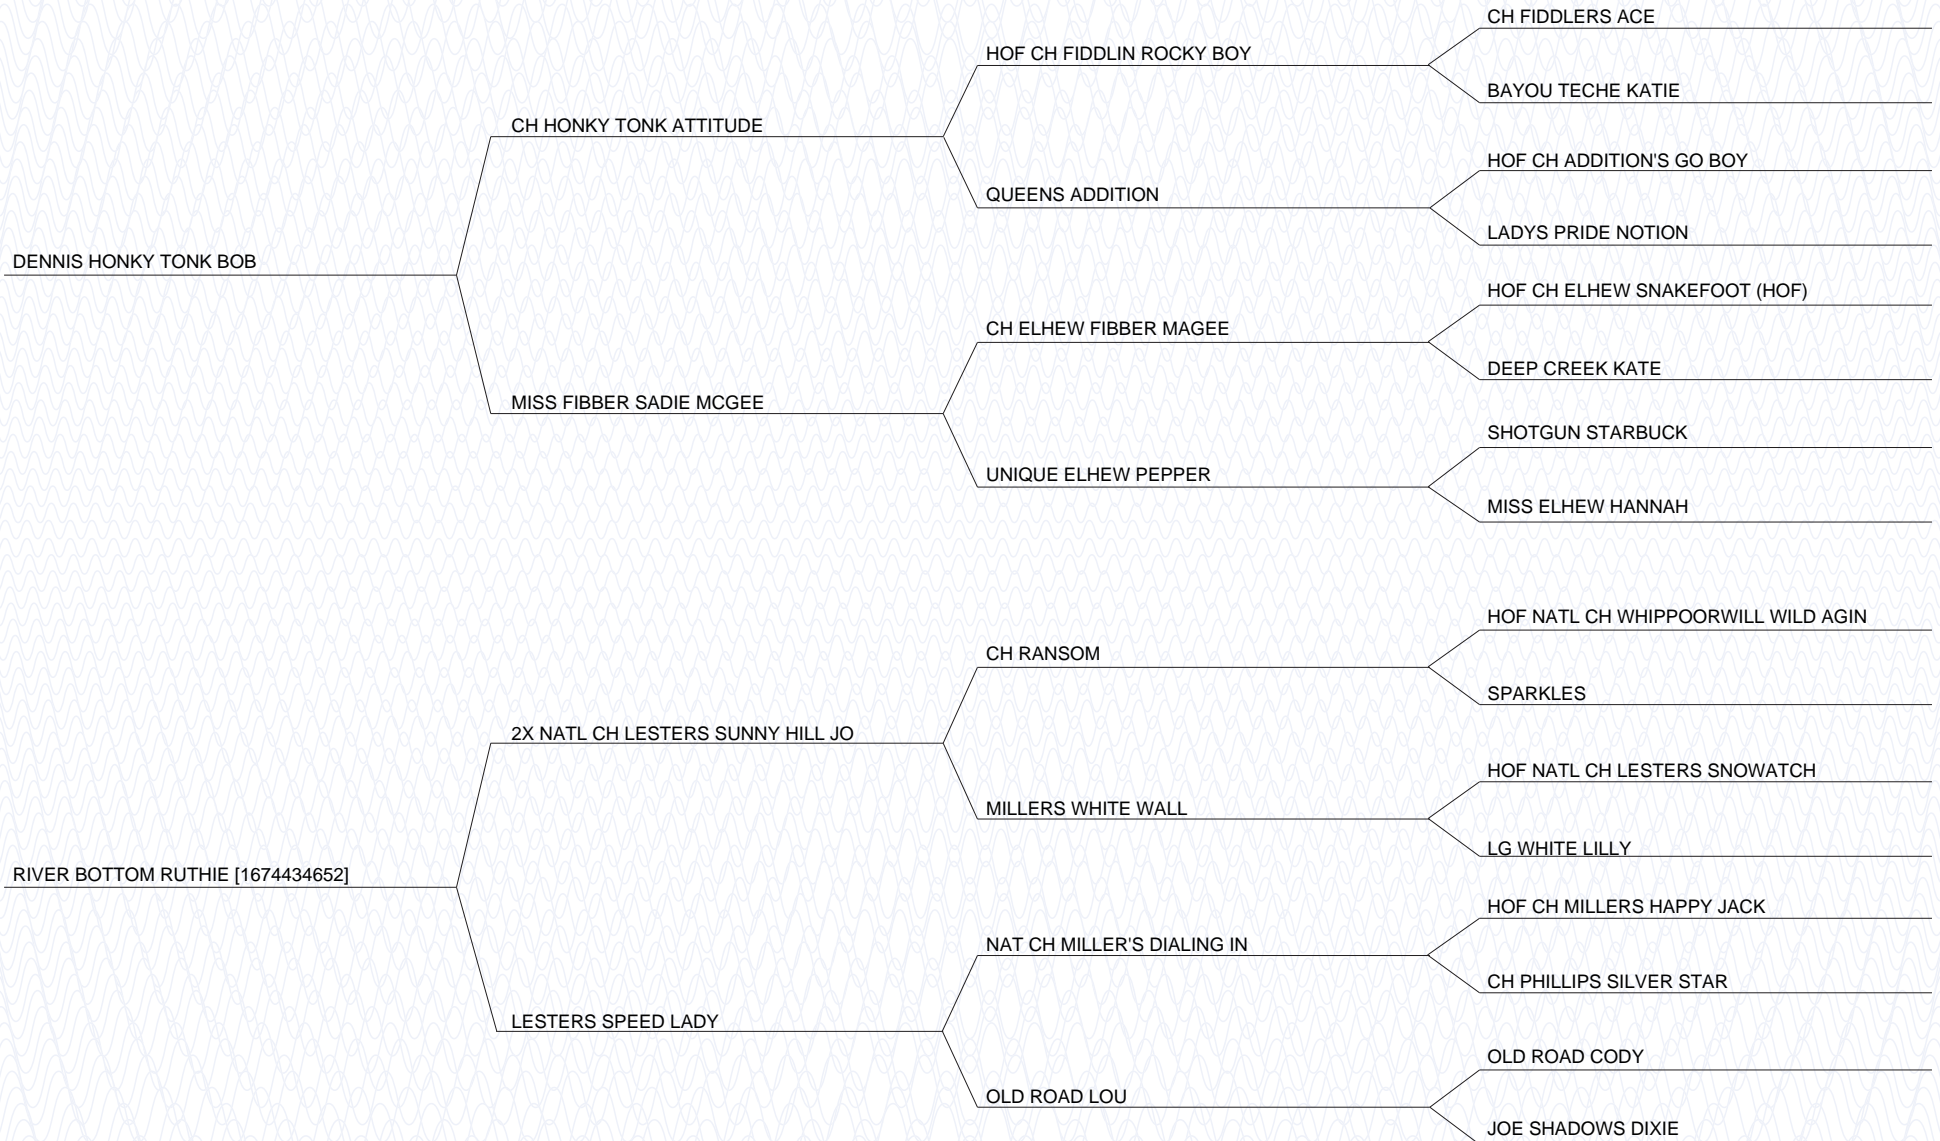 CH FIDDLERS ACE
HOF CH FIDDLIN ROCKY BOY
BAYOU TECHE KATIE
CH HONKY TONK ATTITUDE
HOF CH ADDITION'S GO BOY
QUEENS ADDITION
LADYS PRIDE NOTION
DENNIS HONKY TONK BOB
HOF CH ELHEW SNAKEFOOT (HOF)
CH ELHEW FIBBER MAGEE
DEEP CREEK KATE
MISS FIBBER SADIE MCGEE
SHOTGUN STARBUCK
UNIQUE ELHEW PEPPER
MISS ELHEW HANNAH
HOF NATL CH WHIPPOORWILL WILD AGIN
CH RANSOM
SPARKLES
2X NATL CH LESTERS SUNNY HILL JO
HOF NATL CH LESTERS SNOWATCH
MILLERS WHITE WALL
LG WHITE LILLY
RIVER BOTTOM RUTHIE [1674434652]
HOF CH MILLERS HAPPY JACK
NAT CH MILLER'S DIALING IN
CH PHILLIPS SILVER STAR
LESTERS SPEED LADY
OLD ROAD CODY
OLD ROAD LOU
JOE SHADOWS DIXIE